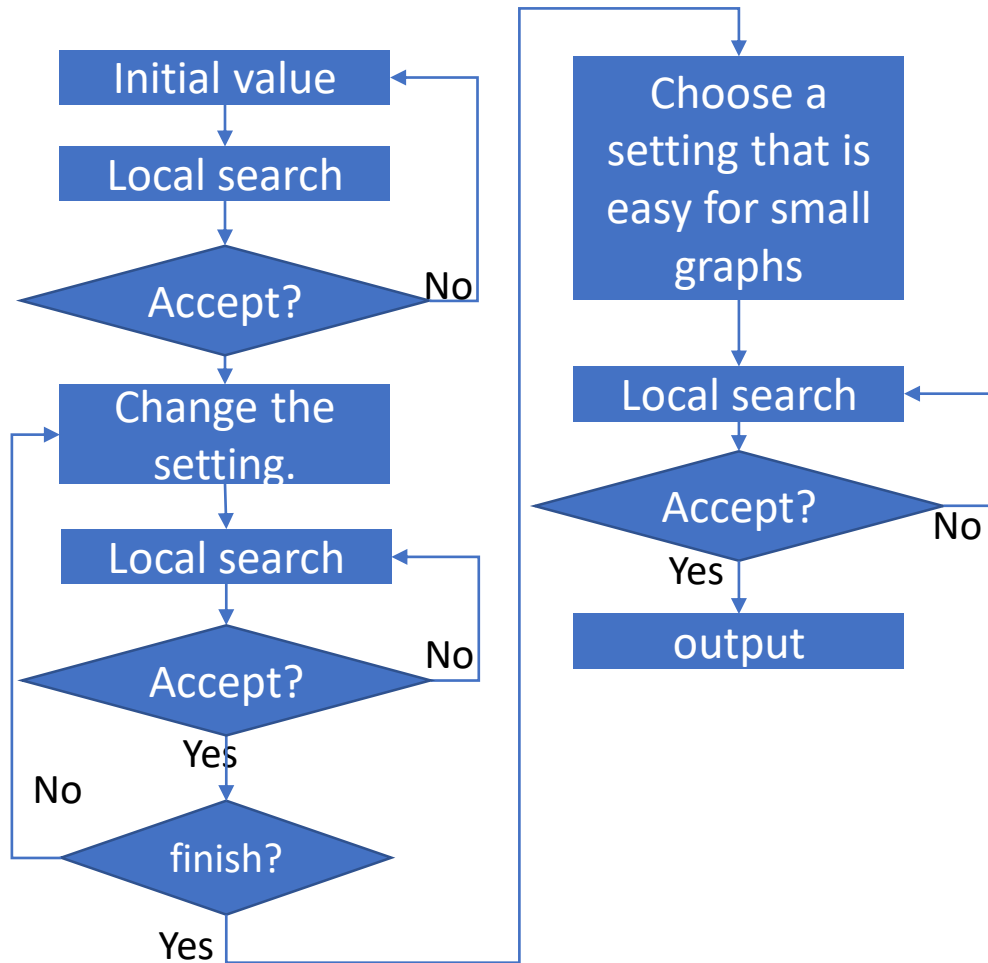 Initial value
Local search
Accept?
No
Change the
setting.
Local search
Accept?
No
Yes
No
finish?
Yes
Choose a
setting that is
easy for small
graphs
Local search
Accept?
No
Yes
output